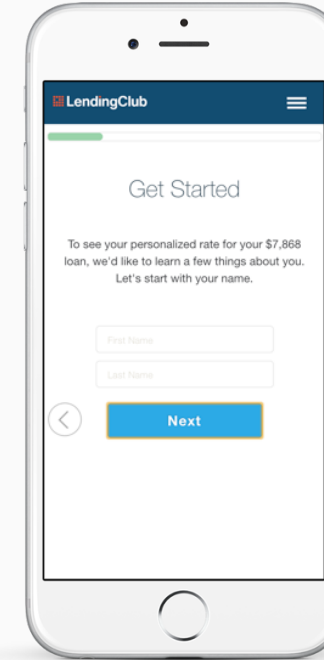 LendingClub
Get Started
To see your personalized rate for your $7,868
loan, we'd like to learn a few things about you.
Let's start with your name.
First Name
Last Name
Next